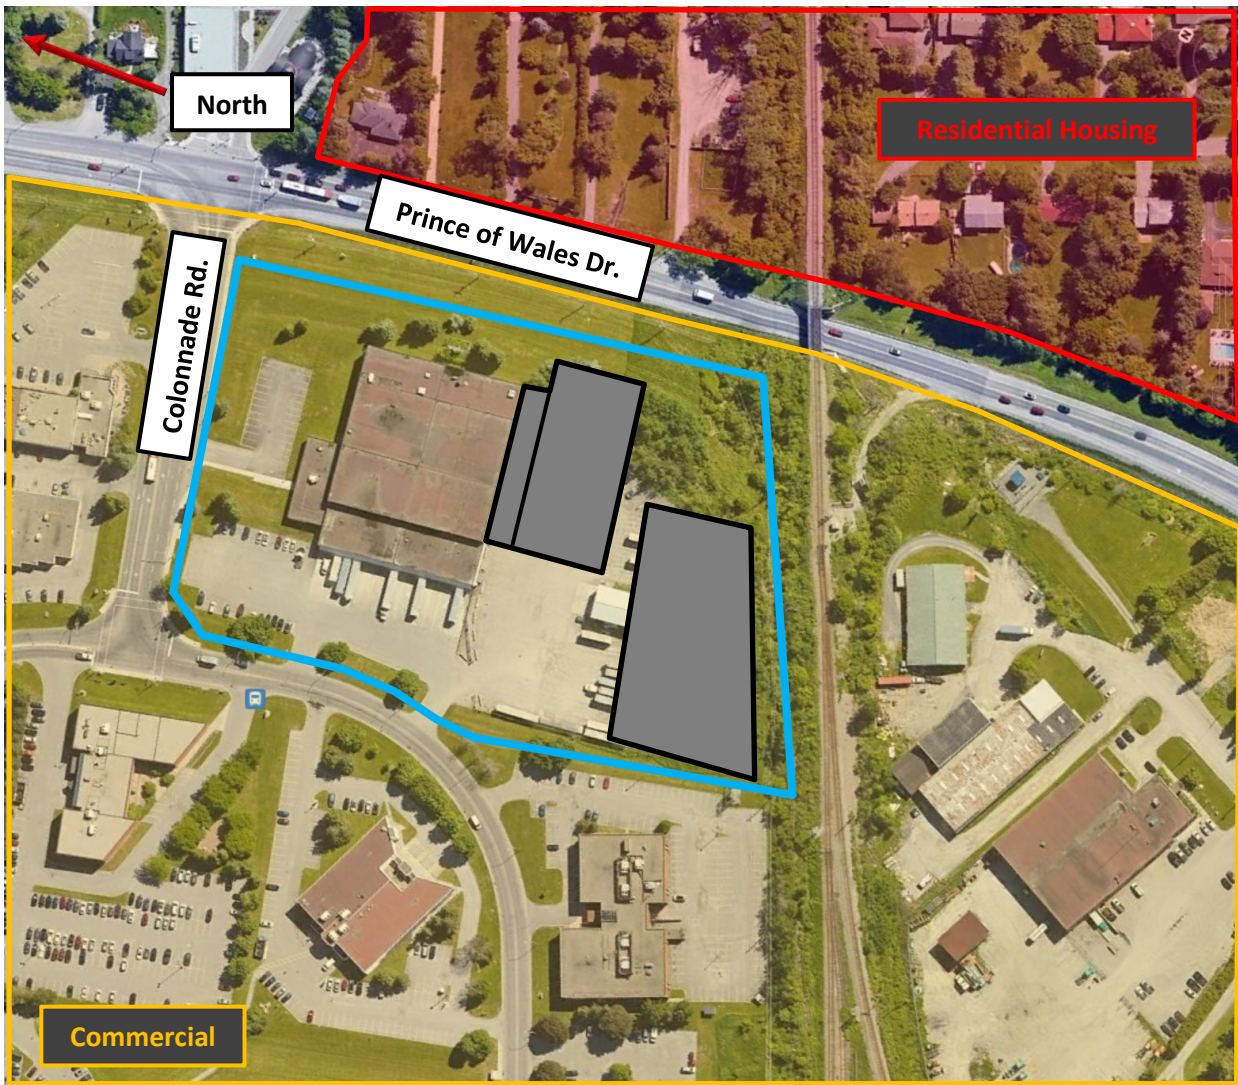 North
Residential Housing
Prince of Wales Dr.
Colonnade Rd.
Commercial